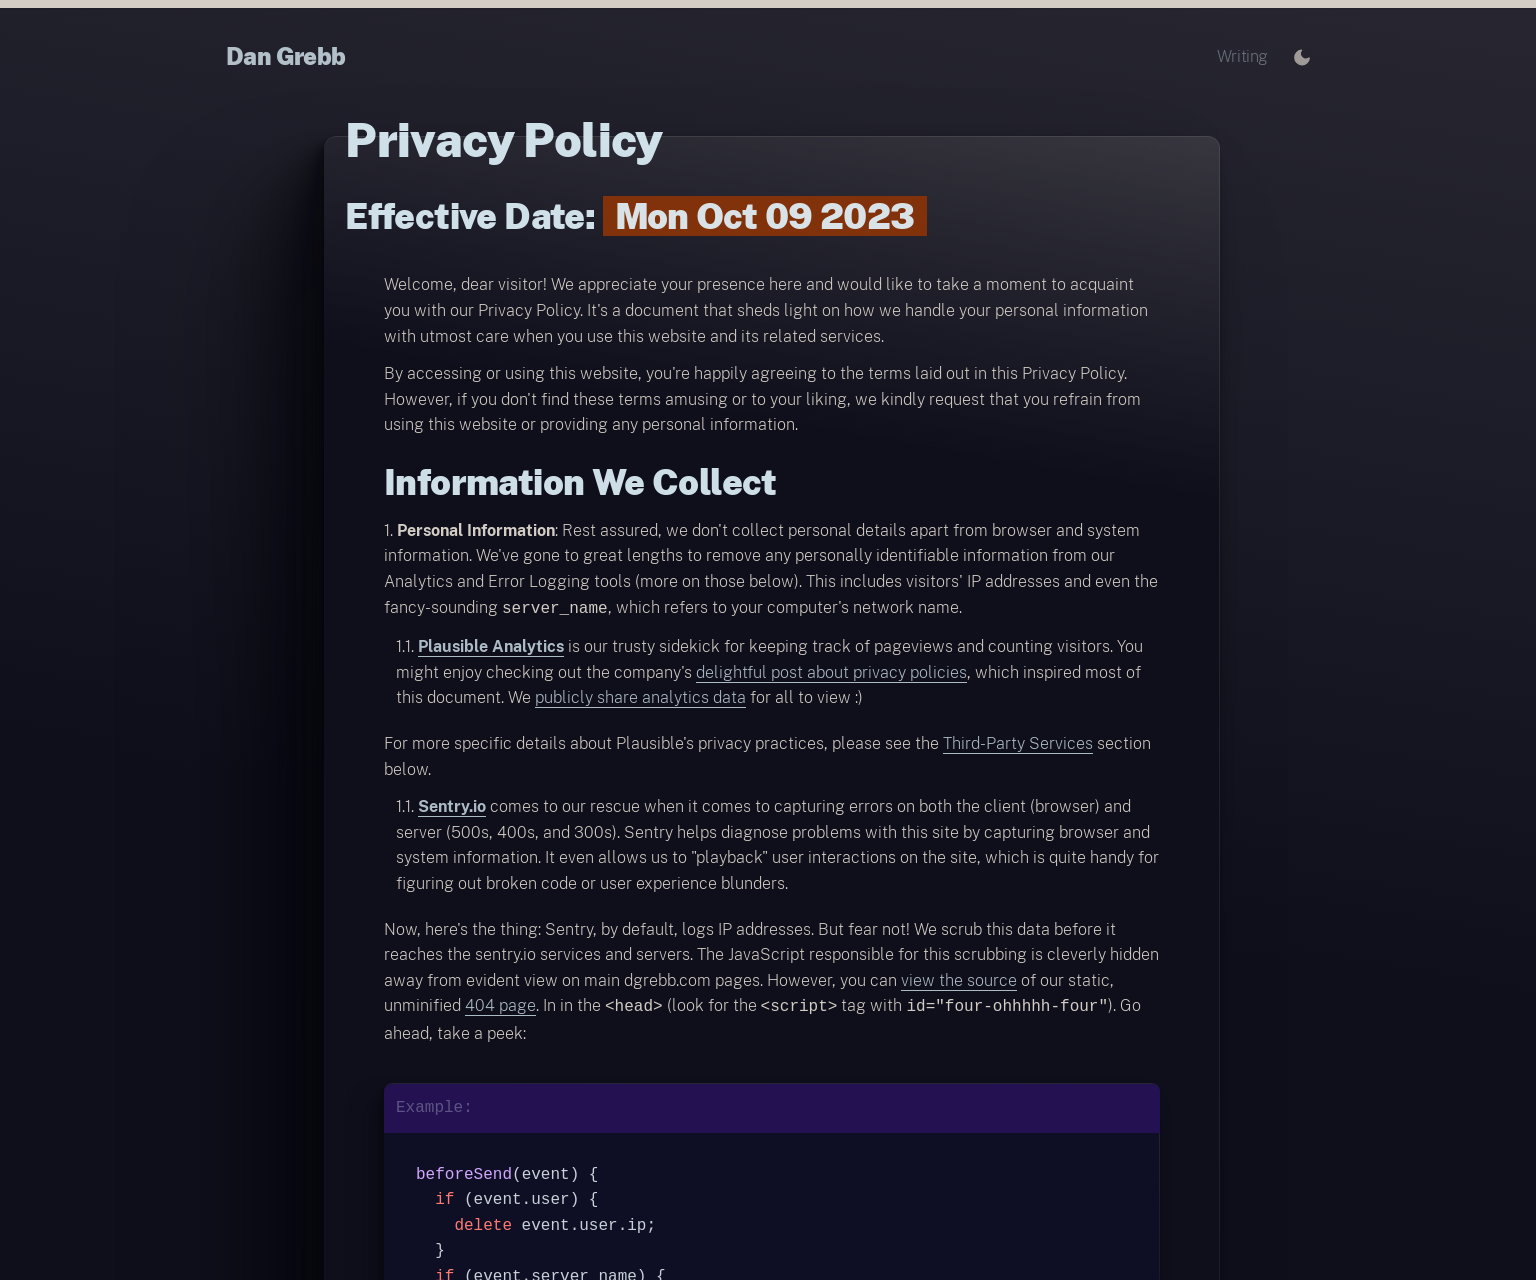 Dan Grebb
Writing
Privacy Policy
Effective Date: Mon Oct 09 2023
Welcome, dear visitor! We appreciate your presence here and would like to take a moment to acquaint
you with our Privacy Policy. It's a document that sheds light on how we handle your personal information
with utmost care when you use this website and its related services.
By accessing or using this website, you're happily agreeing to the terms laid out in this Privacy Policy.
However, if you don't find these terms amusing or to your liking, we kindly request that you refrain from
using this website or providing any personal information.
Information We Collect
1. Personal Information: Rest assured, we don't collect personal details apart from browser and system
information. We've gone to great lengths to remove any personally identifiable information from our
Analytics and Error Logging tools (more on those below). This includes visitors' IP addresses and even the
fancy-sounding server_name, which refers to your computer's network name.
1.1. Plausible Analytics is our trusty sidekick for keeping track of pageviews and counting visitors. You
might enjoy checking out the company's delightful post about privacy policies, which inspired most of
this document. We publicly share analytics data for all to view :)
For more specific details about Plausible's privacy practices, please see the Third-Party Services section
below.
1.1. Sentry.io comes to our rescue when it comes to capturing errors on both the client (browser) and
server (500s, 400s, and 300s). Sentry helps diagnose problems with this site by capturing browser and
system information. It even allows us to "playback" user interactions on the site, which is quite handy for
figuring out broken code or user experience blunders.
Now, here's the thing: Sentry, by default, logs IP addresses. But fear not! We scrub this data before it
reaches the sentry.io services and servers. The JavaScript responsible for this scrubbing is cleverly hidden
away from evident view on main dgrebb.com pages. However, you can view the source of our static,
unminified 404 page. In in the <head> (look for the <script> tag with id="four-ohhhhh-four"). Go
ahead, take a peek:
Example:
beforeSend(event) {
if (event.user) {
delete event.user.ip;
}
if (event.server_name) {